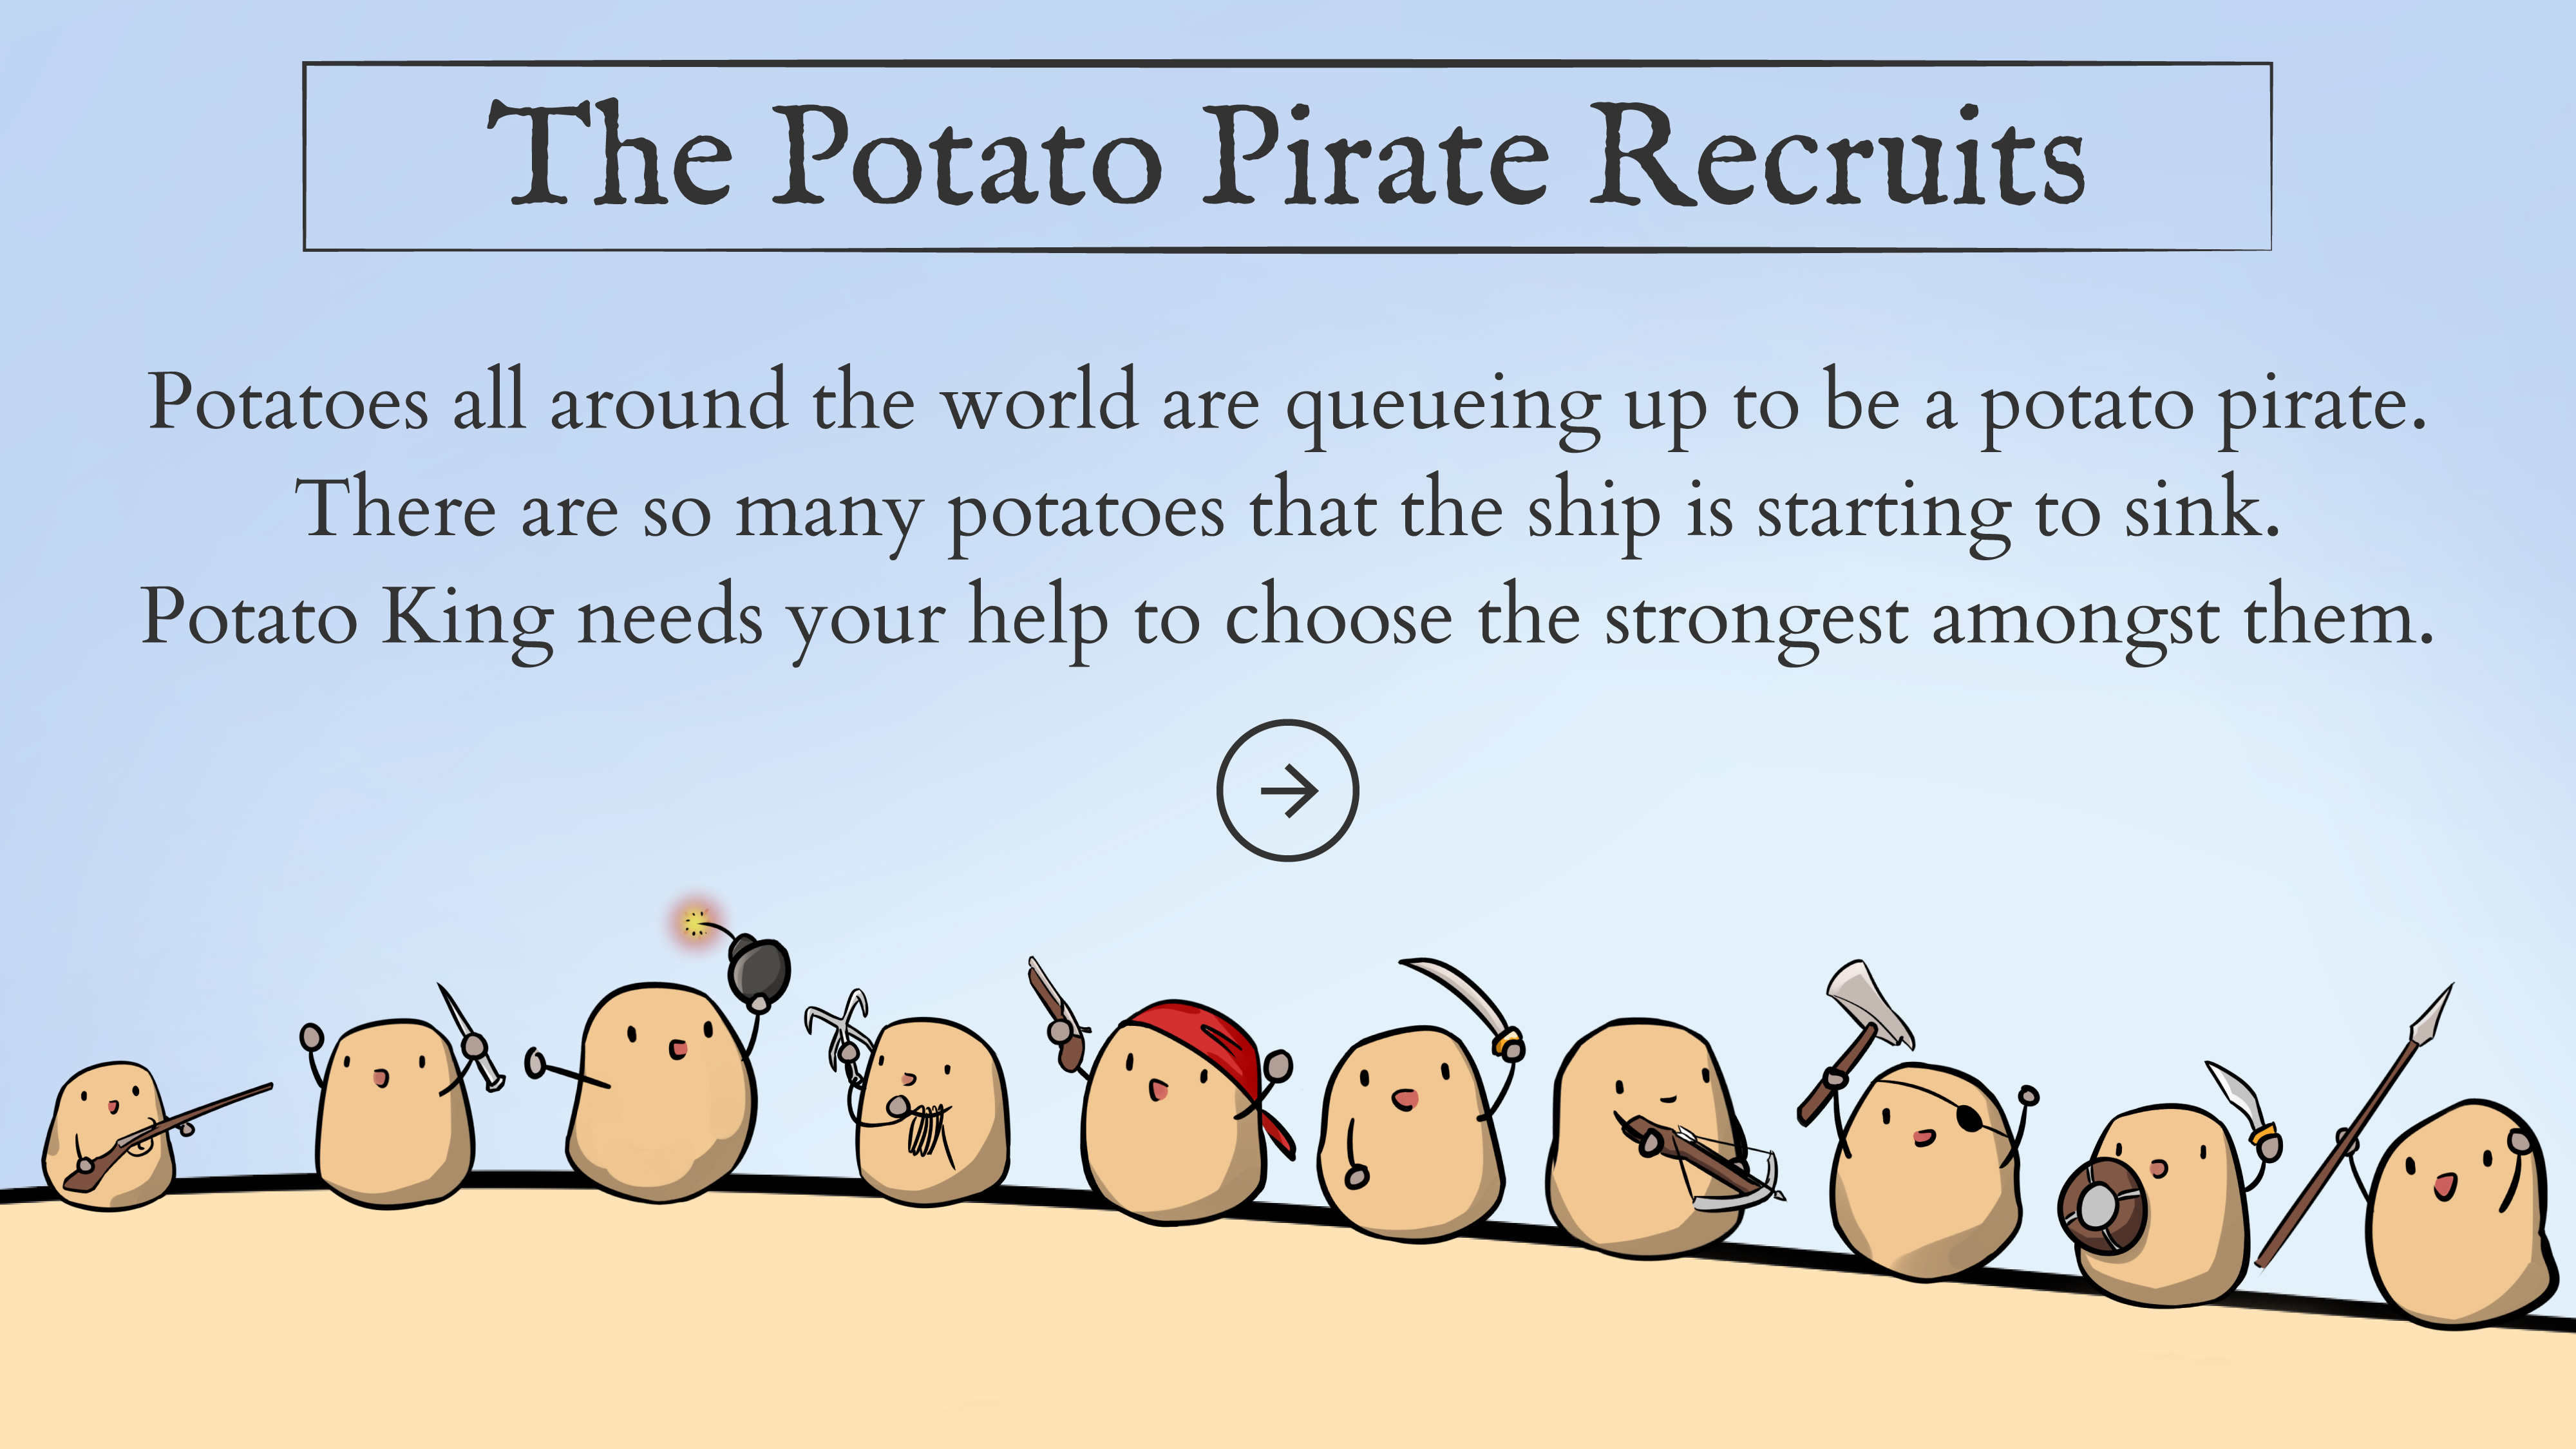 The Potato Pirate Recruits
Potatoes all around the world are queueing up to be a potato pirate.
There are so many potatoes that the ship is starting to sink.
Potato King needs your help to choose the strongest amongst them.